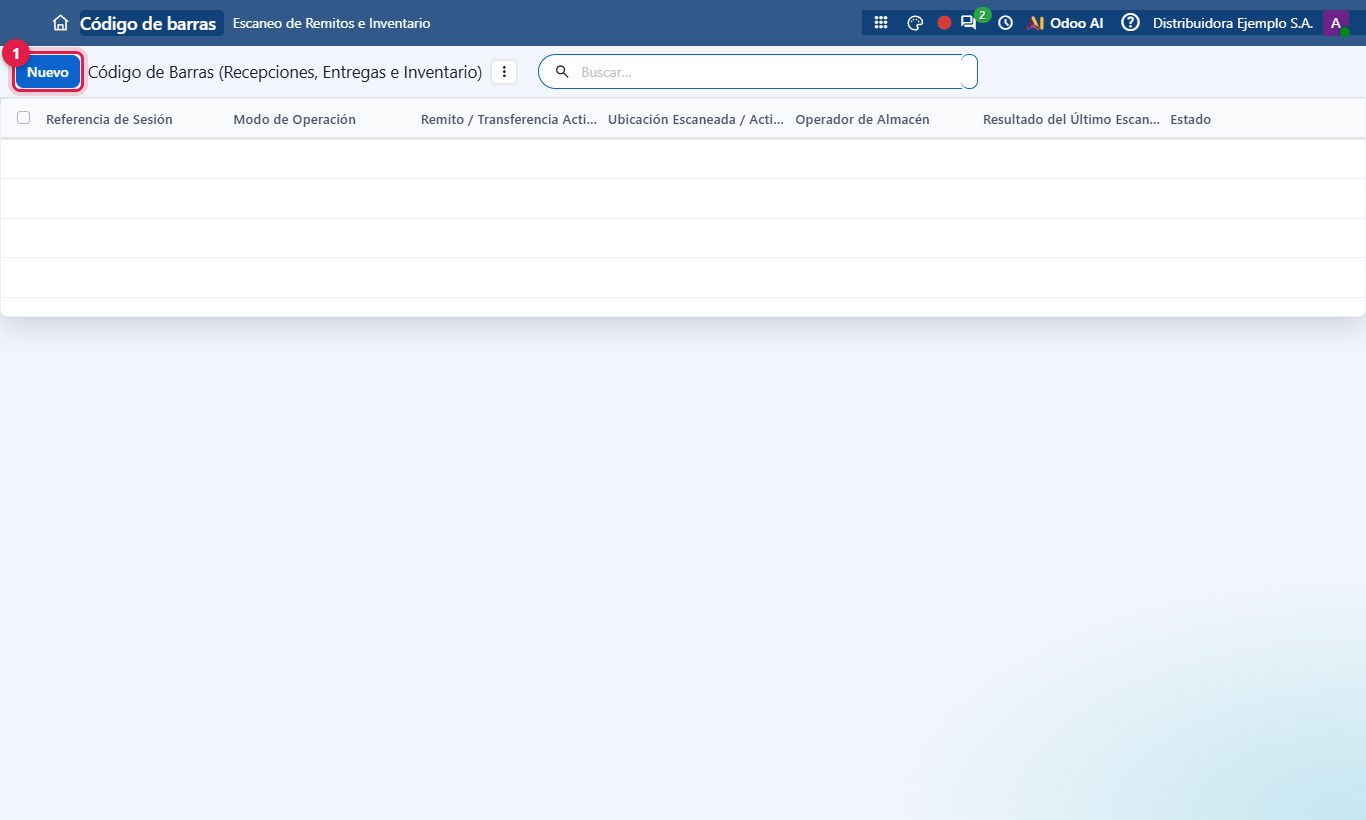 Código de barras Escaneo de Remitos e Inventario 2 Odoo AI Distribuidora Ejemplo S.A. A
1
Nuevo Código de Barras (Recepciones, Entregas e Inventario) Buscar...
Referencia de Sesión Modo de Operación Remito / Transferencia Acti... Ubicación Escaneada / Acti... Operador de Almacén Resultado del Último Escan... Estado